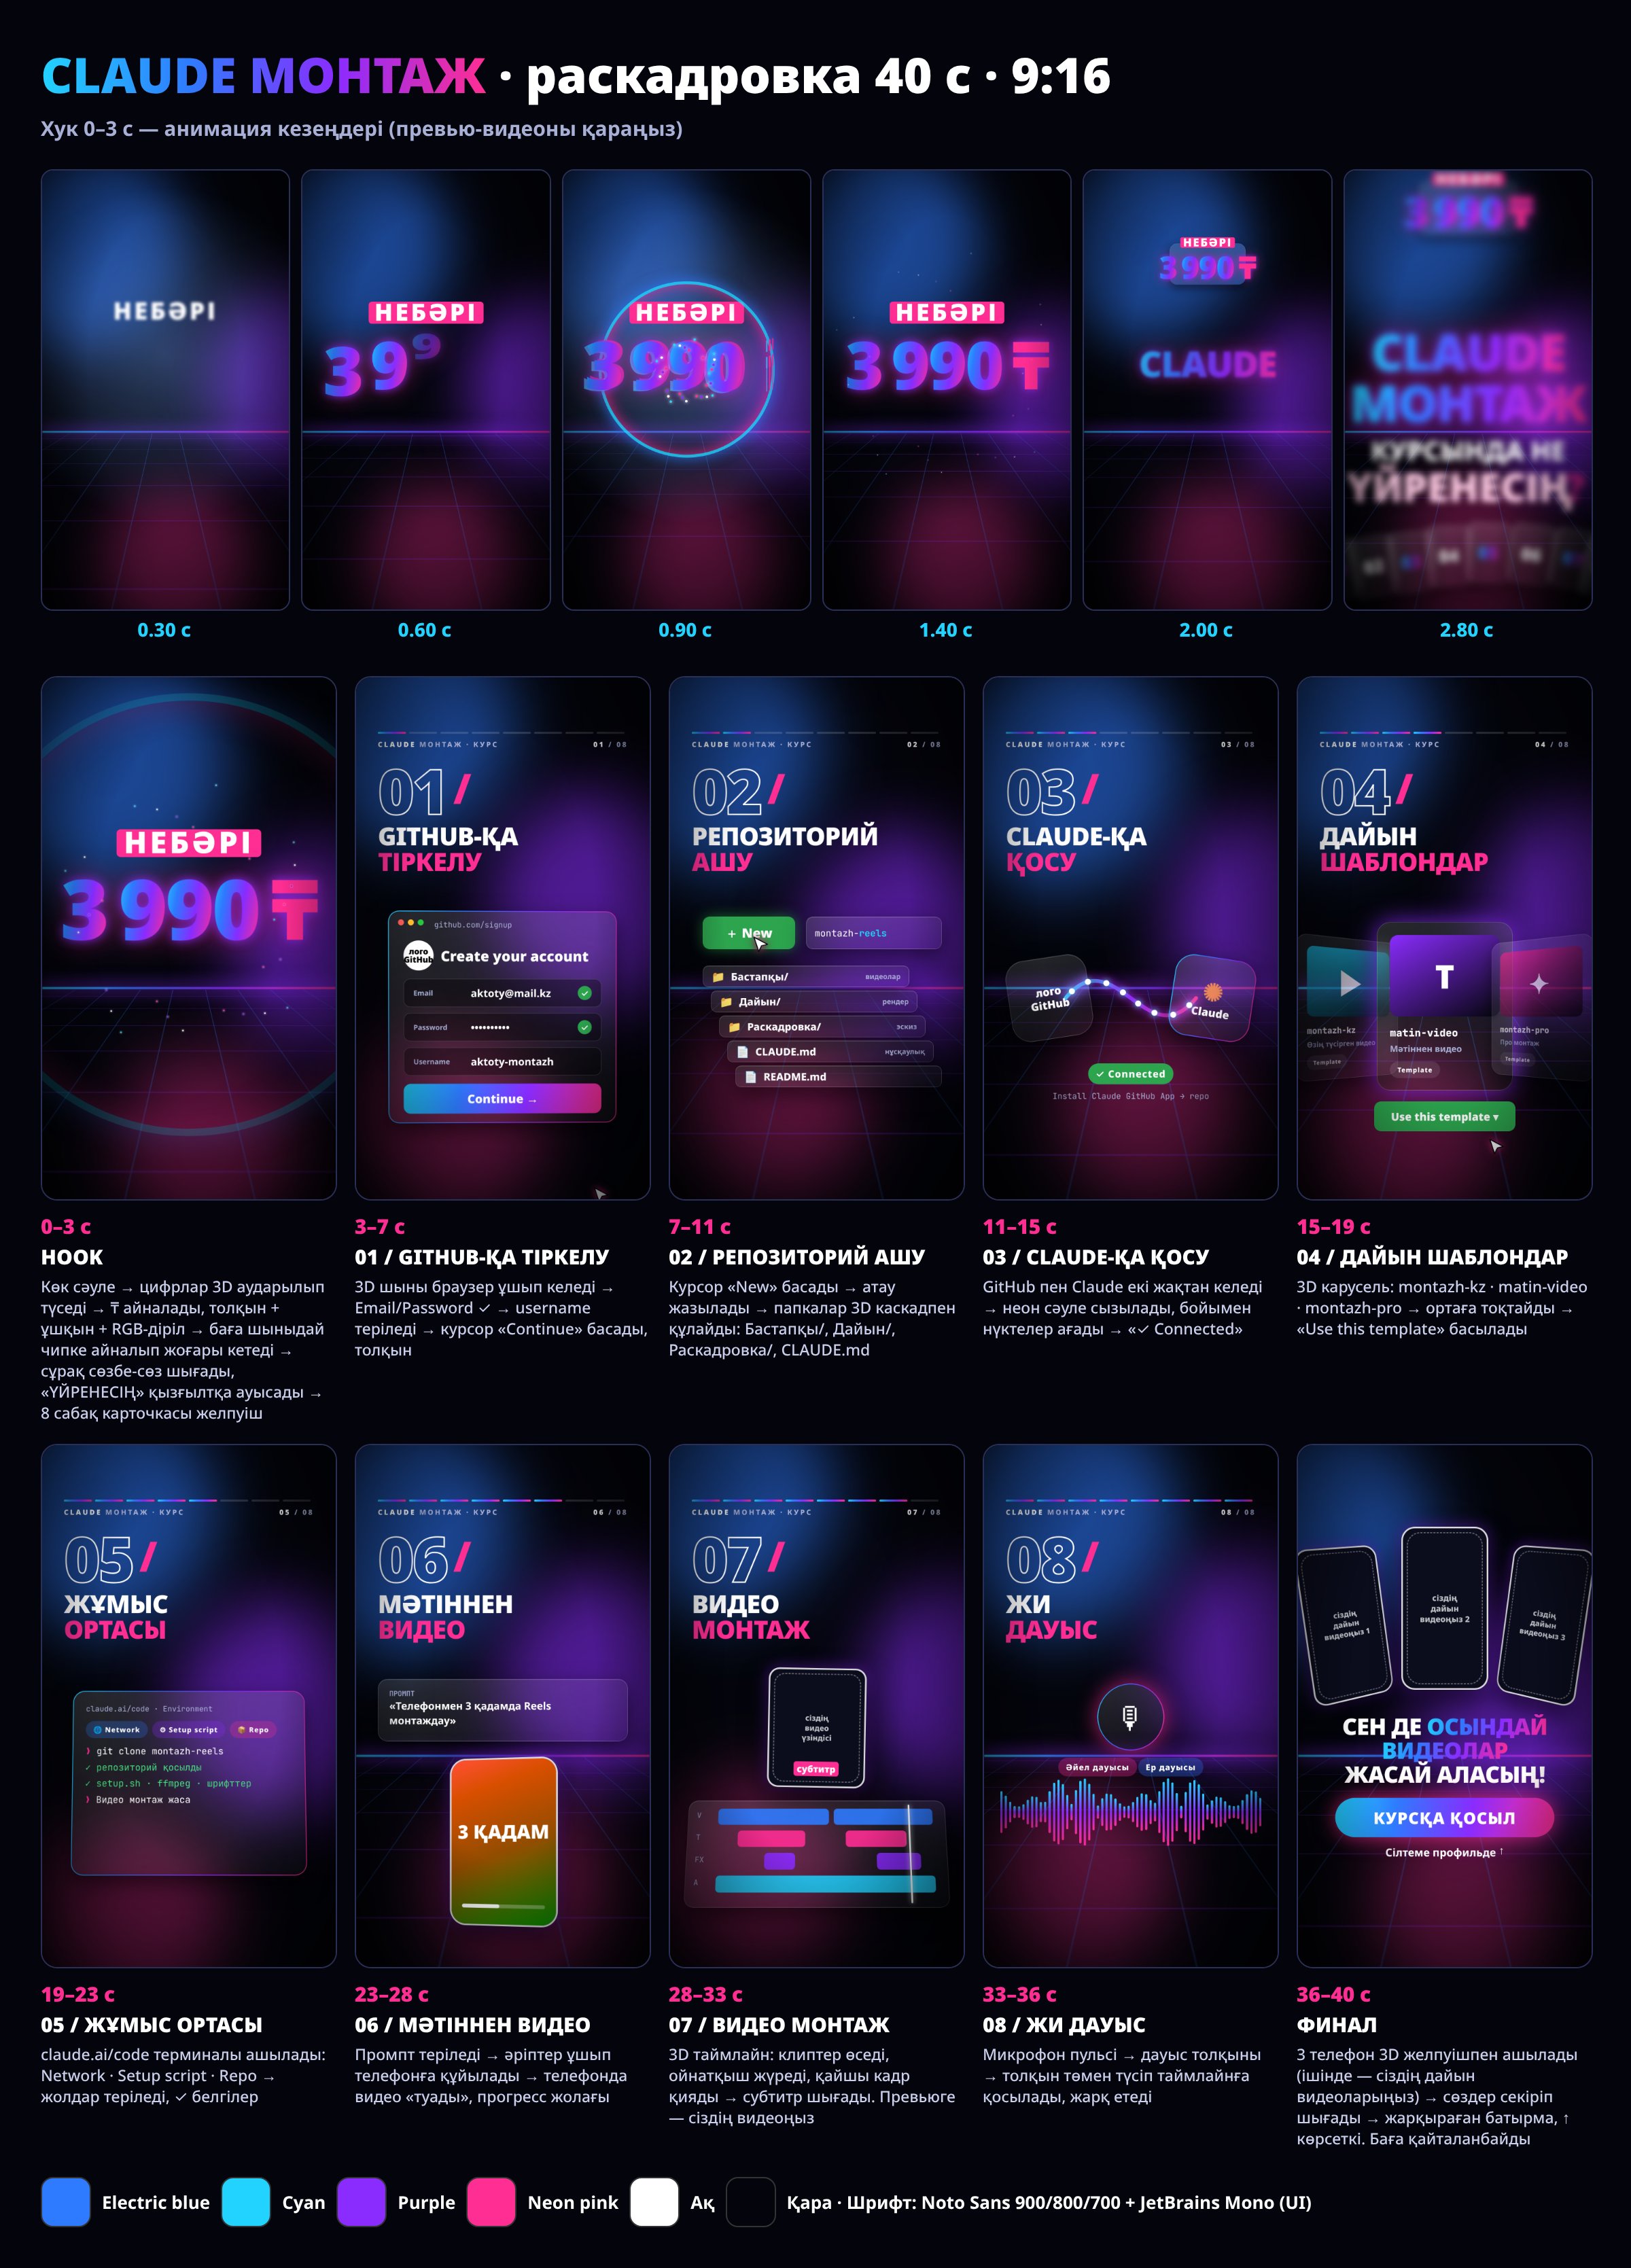 CLAUDE МОНТАЖ · раскадровка 40 с · 9:16
Хук 0–3 с — анимация кезеңдері (превью-видеоны қараңыз)
НЕБӘРІ
НЕБӘРІ
3 9 9
НЕБӘРІ
3 990
НЕБӘРІ
3 990 ₸
НЕБӘРІ
3 990 ₸
CLAUDE
НЕБӘРІ
3 990 ₸
CLAUDE
МОНТАЖ
КУРСЫНДА НЕ
ҮЙРЕНЕСІҢ?
0.30 с
0.60 с
0.90 с
1.40 с
2.00 с
2.80 с
НЕБӘРІ
3 990 ₸
0–3 с
HOOK
Көк сәуле → цифрлар 3D аударылып
түседі → ₸ айналады, толқын +
ұшқын + RGB-діріл → баға шыныдай
чипке айналып жоғары кетеді →
сұрақ сөзбе-сөз шығады,
«ҮЙРЕНЕСІҢ» қызғылтқа ауысады →
8 сабақ карточкасы желпуіш
CLAUDE МОНТАЖ · КУРС
01 / 08
01 /
GITHUB-ҚА
ТІРКЕЛУ
github.com/signup
лого
GitHub
Create your account
Email
aktoty@mail.kz
✓
Password
••••••••••
✓
Username
aktoty-montazh
Continue →
3–7 с
01 / GITHUB-ҚА ТІРКЕЛУ
3D шыны браузер ұшып келеді →
Email/Password ✓ → username
теріледі → курсор «Continue» басады,
толқын
CLAUDE МОНТАЖ · КУРС
02 / 08
02 /
РЕПОЗИТОРИЙ
АШУ
+ New
montazh-reels
Бастапқы/
видеолар
Дайын/
рендер
Раскадровка/
эскиз
CLAUDE.md
нұсқаулық
README.md
7–11 с
02 / РЕПОЗИТОРИЙ АШУ
Курсор «New» басады → атау
жазылады → папкалар 3D каскадпен
құлайды: Бастапқы/, Дайын/,
Раскадровка/, CLAUDE.md
CLAUDE МОНТАЖ · КУРС
03 / 08
03 /
CLAUDE-ҚА
ҚОСУ
лого
GitHub
Claude
✓ Connected
Install Claude GitHub App → repo
11–15 с
03 / CLAUDE-ҚА ҚОСУ
GitHub пен Claude екі жақтан келеді
→ неон сәуле сызылады, бойымен
нүктелер ағады → «✓ Connected»
CLAUDE МОНТАЖ · КУРС
04 / 08
04 /
ДАЙЫН
ШАБЛОНДАР
montazh-kz
Өзің түсірген видео
Template
T
matin-video
Мәтіннен видео
Template
montazh-pro
Про монтаж
Template
Use this template ▾
15–19 с
04 / ДАЙЫН ШАБЛОНДАР
3D карусель: montazh-kz · matin-video
· montazh-pro → ортаға тоқтайды →
«Use this template» басылады
CLAUDE МОНТАЖ · КУРС
05 / 08
05 /
ЖҰМЫС
ОРТАСЫ
claude.ai/code · Environment
Network
Setup script
Repo
❯ git clone montazh-reels
✓ репозиторий қосылды
✓ setup.sh · ffmpeg · шрифттер
❯ Видео монтаж жаса
19–23 с
05 / ЖҰМЫС ОРТАСЫ
claude.ai/code терминалы ашылады:
Network · Setup script · Repo →
жолдар теріледі, ✓ белгілер
CLAUDE МОНТАЖ · КУРС
06 / 08
06 /
МӘТІННЕН
ВИДЕО
ПРОМПТ
«Телефонмен 3 қадамда Reels
монтаждау»
3 ҚАДАМ
23–28 с
06 / МӘТІННЕН ВИДЕО
Промпт теріледі → әріптер ұшып
телефонға құйылады → телефонда
видео «туады», прогресс жолағы
CLAUDE МОНТАЖ · КУРС
07 / 08
07 /
ВИДЕО
МОНТАЖ
сіздің
видео
үзіндісі
субтитр
V
T
FX
A
28–33 с
07 / ВИДЕО МОНТАЖ
3D таймлайн: клиптер өседі,
ойнатқыш жүреді, қайшы кадр
қияды → субтитр шығады. Превьюге
— сіздің видеоңыз
CLAUDE МОНТАЖ · КУРС
08 / 08
08 /
ЖИ
ДАУЫС
Әйел дауысы
Ер дауысы
33–36 с
08 / ЖИ ДАУЫС
Микрофон пульсі → дауыс толқыны
→ толқын төмен түсіп таймлайнға
қосылады, жарқ етеді
сіздің
дайын
видеоңыз 1
сіздің
дайын
видеоңыз 2
сіздің
дайын
видеоңыз 3
СЕН ДЕ ОСЫНДАЙ
ВИДЕОЛАР
ЖАСАЙ АЛАСЫҢ!
КУРСҚА ҚОСЫЛ
Сілтеме профильде ↑
36–40 с
ФИНАЛ
3 телефон 3D желпуішпен ашылады
(ішінде — сіздің дайын
видеоларыңыз) → сөздер секіріп
шығады → жарқыраған батырма, ↑
көрсеткі. Баға қайталанбайды
Electric blue
Cyan
Purple
Neon pink
Ақ
Қара · Шрифт: Noto Sans 900/800/700 + JetBrains Mono (UI)